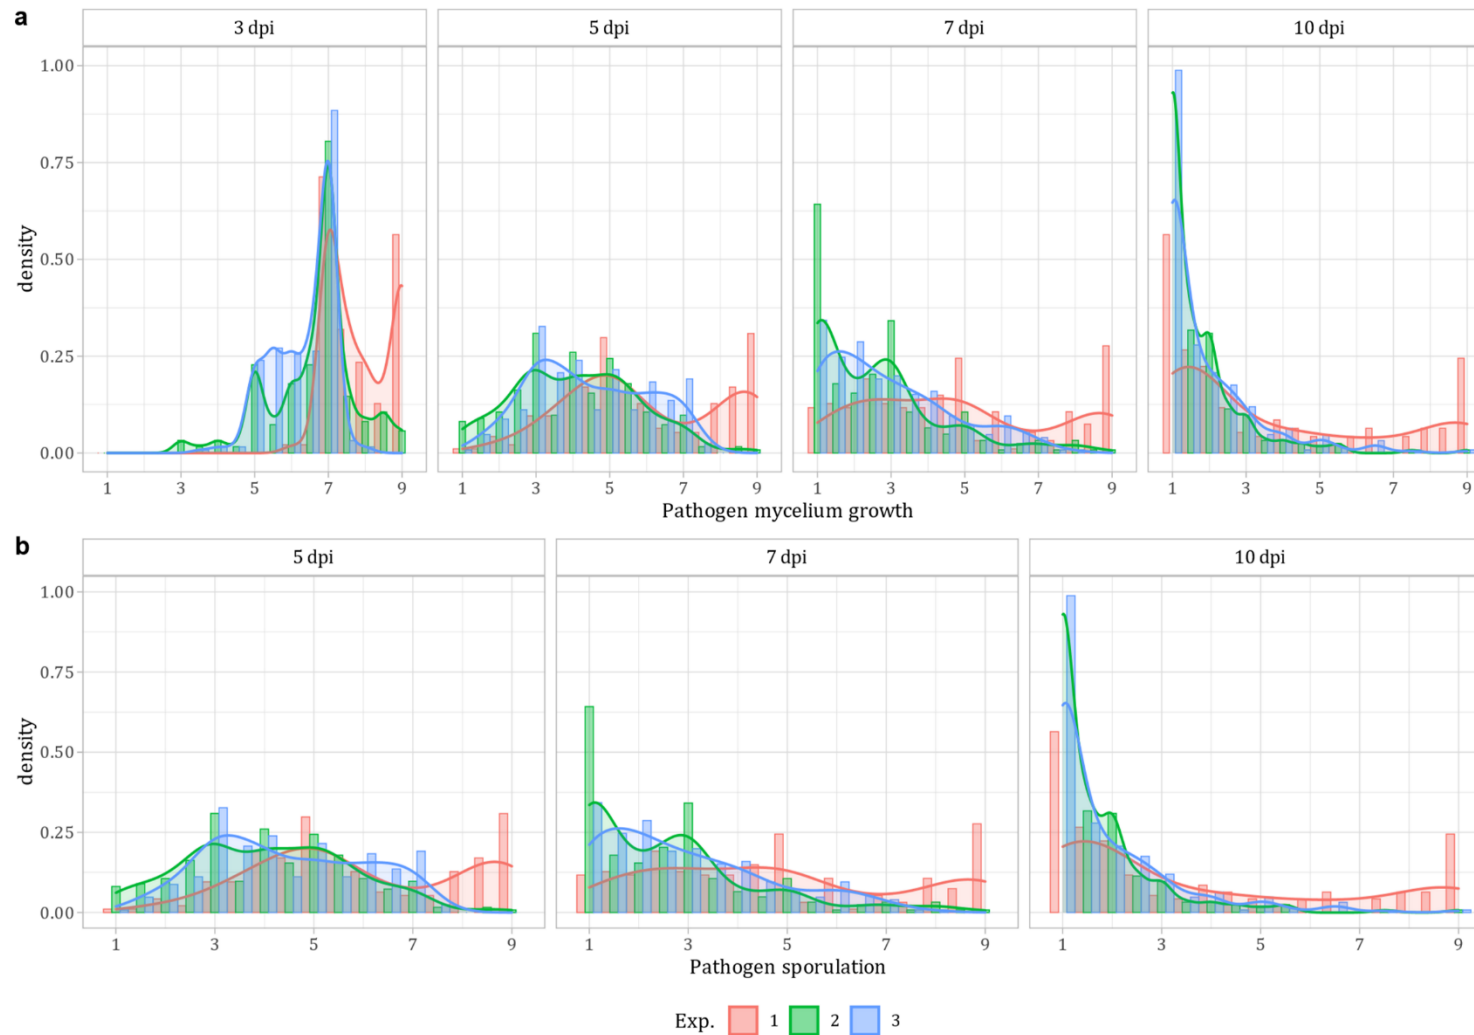 a
3 dpi 5 dpi 7 dpi 10 dpi
1.00
0.75
0.50
0.25
0.00
density
1 3 5 7 9 1 3 5 7 9 1 3 5 7 9 1 3 5 7 9
Pathogen mycelium growth
b
5 dpi 7 dpi 10 dpi
1.00
0.75
0.50
0.25
0.00
density
1 3 5 7 9 1 3 5 7 9 1 3 5 7 9
Pathogen sporulation
Exp. 1 2 3